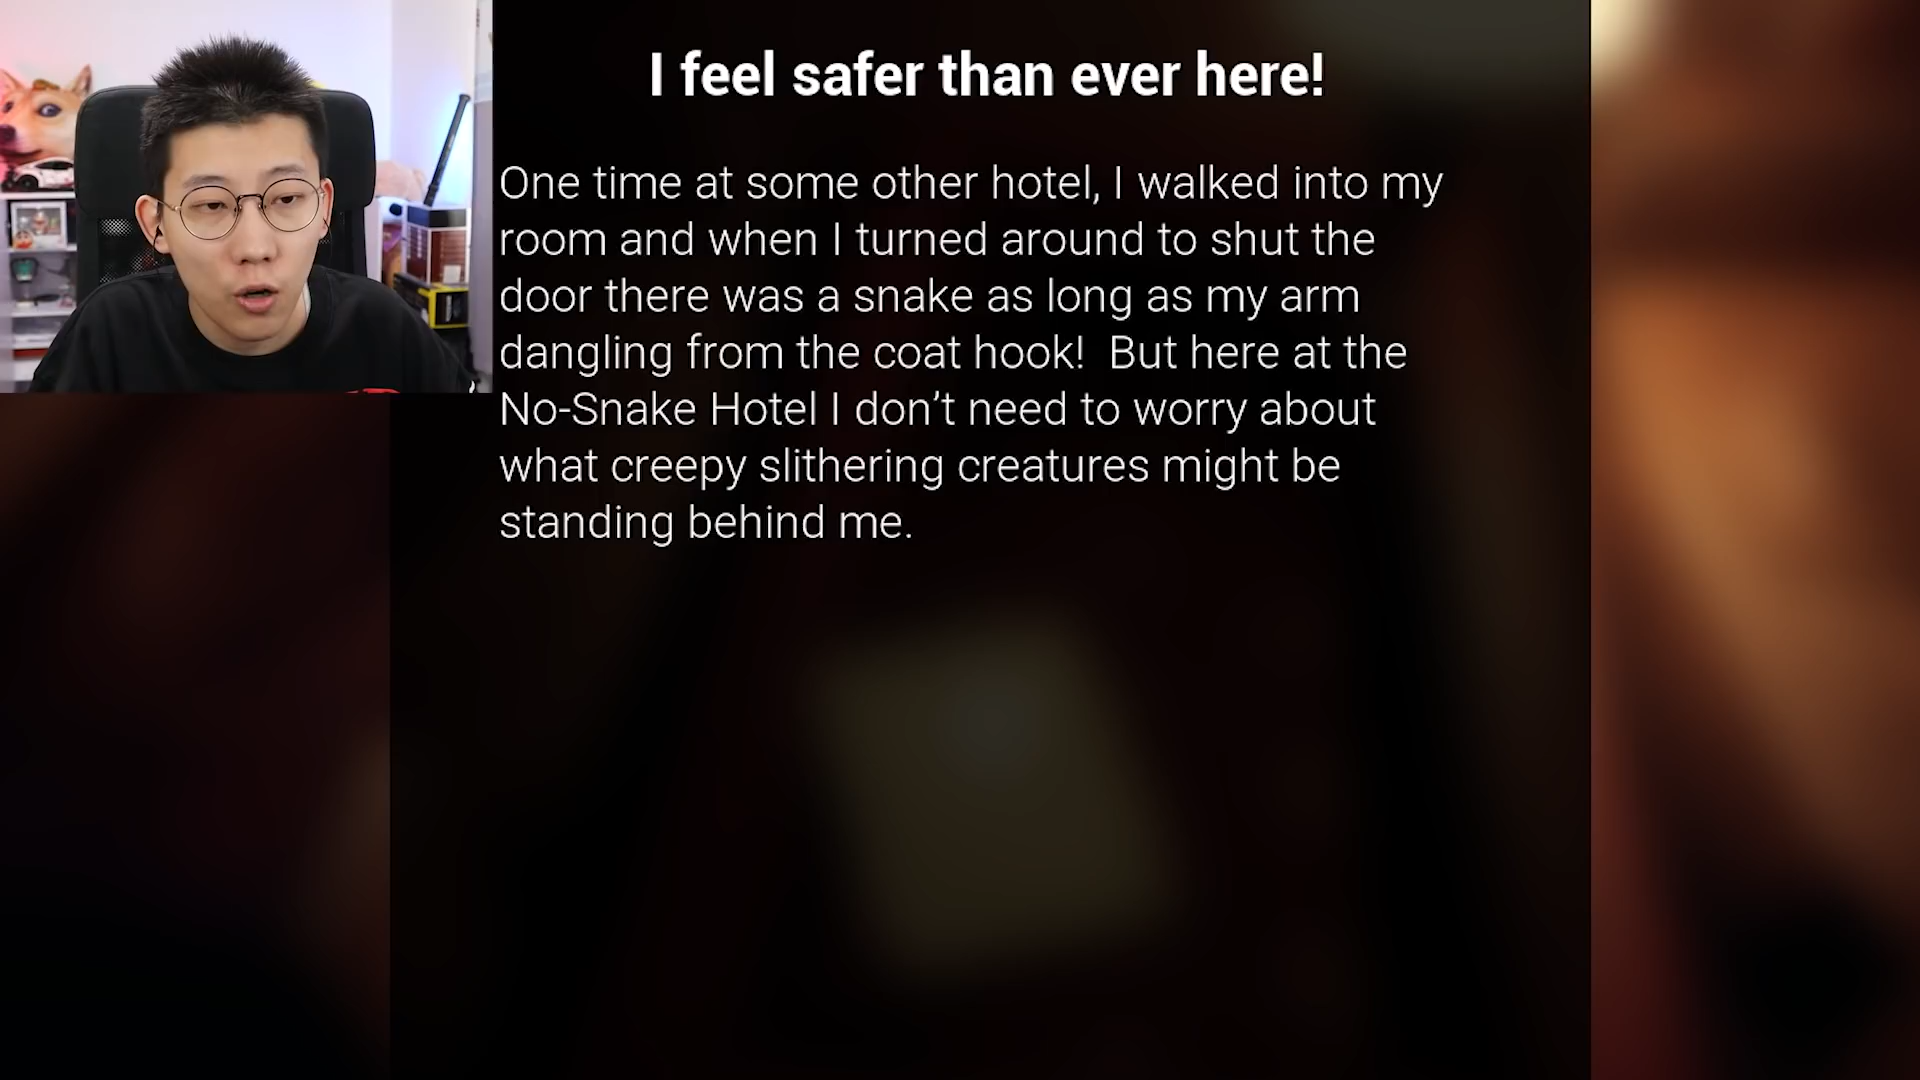 I feel safer than ever here!
One time at some other hotel, I walked into my
room and when I turned around to shut the
door there was a snake as long as my arm
dangling from the coat hook!  But here at the
No-Snake Hotel I don’t need to worry about
what creepy slithering creatures might be
standing behind me.